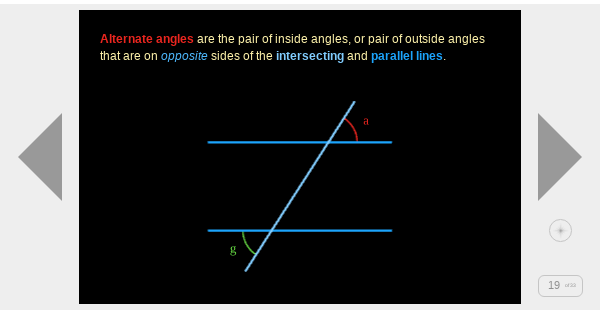 Alternate angles are the pair of inside angles, or pair of outside angles
that are on opposite sides of the intersecting and parallel lines.
a
g
19